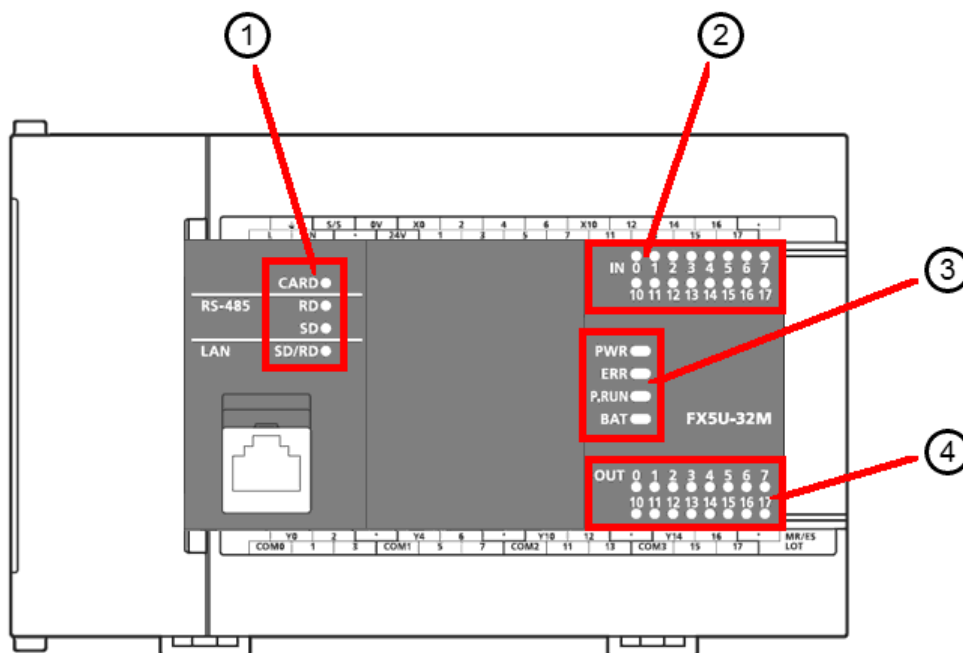 1 2
S/S 0V X0 2 4 6 X10 12 14 16 -
L N - 24V 1 3 5 7 11 15 17
IN 0 1 2 3 4 5 6 7
10 11 12 13 14 15 16 17
3
CARD
RS-485 RD
SD
LAN SD/RD
PWR
ERR
P.RUN
BAT
FX5U-32M
4
OUT 0 1 2 3 4 5 6 7
10 11 12 13 14 15 16 17
Y0 2 - Y4 6 - Y10 12 - Y14 16 - MR/ES
COM0 1 3 COM1 5 7 COM2 11 13 COM3 15 17 LOT